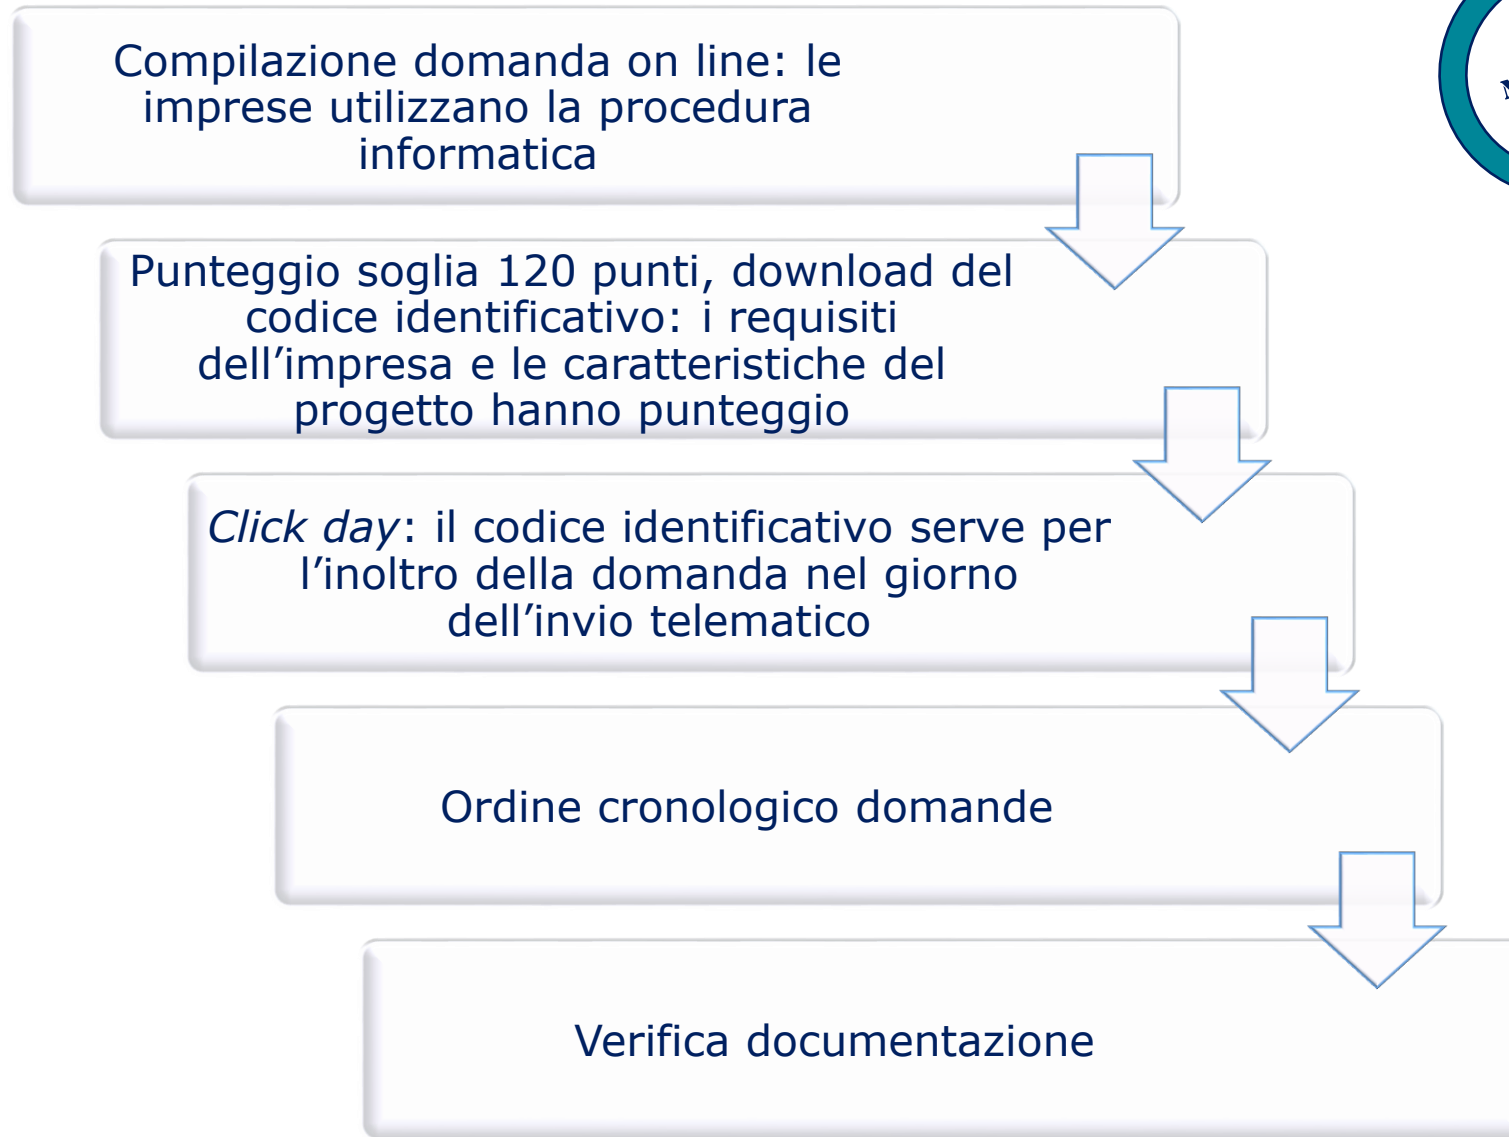 Compilazione domanda on line: le
imprese utilizzano la procedura
informatica
Punteggio soglia 120 punti, download del
codice identificativo: i requisiti
dell’impresa e le caratteristiche del
progetto hanno punteggio
Click day: il codice identificativo serve per
l’inoltro della domanda nel giorno
dell’invio telematico
Ordine cronologico domande
Verifica documentazione